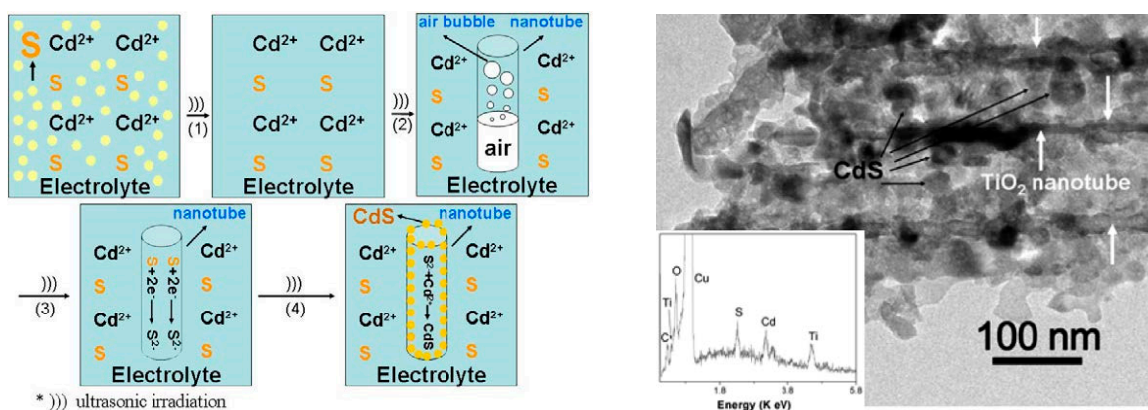 S Cd²⁺ Cd²⁺
S S
Cd²⁺ Cd²⁺
S S
Electrolyte
)))
(1)
Cd²⁺ Cd²⁺
S S
Cd²⁺ Cd²⁺
S S
Electrolyte
)))
(2)
air bubble nanotube
Cd²⁺ Cd²⁺
S S
Cd²⁺ Cd²⁺
S S
air
Electrolyte
)))
(3)
nanotube
Cd²⁺ Cd²⁺
S S
Cd²⁺ Cd²⁺
S S
S+2e⁻→S²⁻
S+2e⁻→S²⁻
Electrolyte
)))
(4)
CdS nanotube
Cd²⁺ Cd²⁺
S S
Cd²⁺ Cd²⁺
S S
S²⁻+Cd²⁺→CdS
Electrolyte
* ))) ultrasonic irradiation
CdS
TiO₂ nanotube
100 nm
Ti
C
O
Cu
S
Cd
Ti
1.8 3.8 5.8
Energy (K eV)